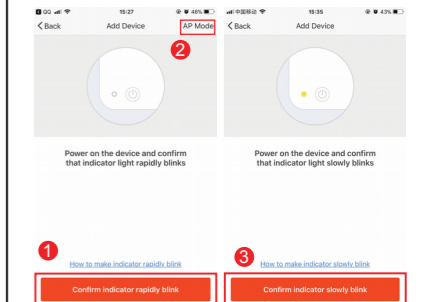 QQ 15:27 48%
Back Add Device AP Mode
2
Power on the device and confirm
that indicator light rapidly blinks
1
How to make indicator rapidly blink
Confirm indicator rapidly blink
中国移动 15:35 43%
Back Add Device
Power on the device and confirm
that indicator light slowly blinks
3
How to make indicator slowly blink
Confirm indicator slowly blink